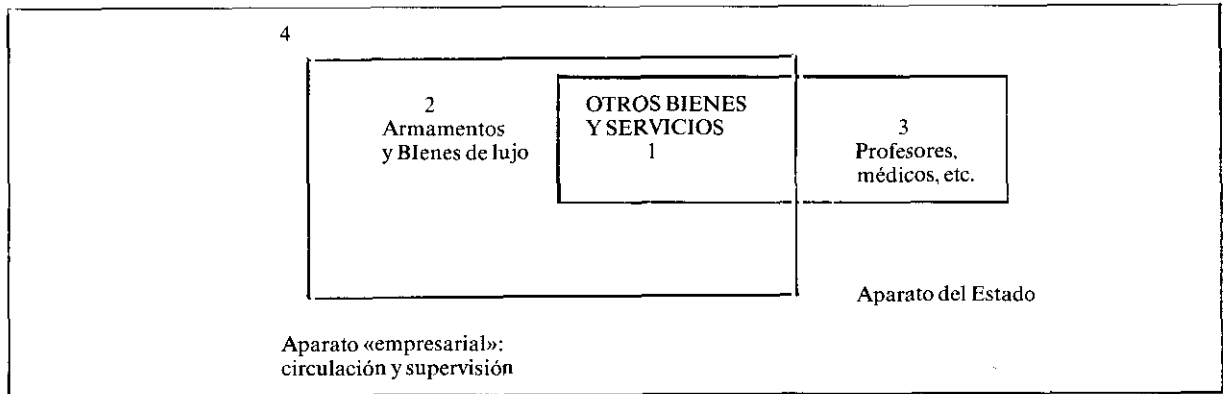 4
2
Armamentos
y BIenes de lujo
OTROS BIENES
Y SERVICIOS
1
3
Profesores,
médicos, etc.
Aparato del Estado
Aparato «empresarial»:
circulación y supervisión